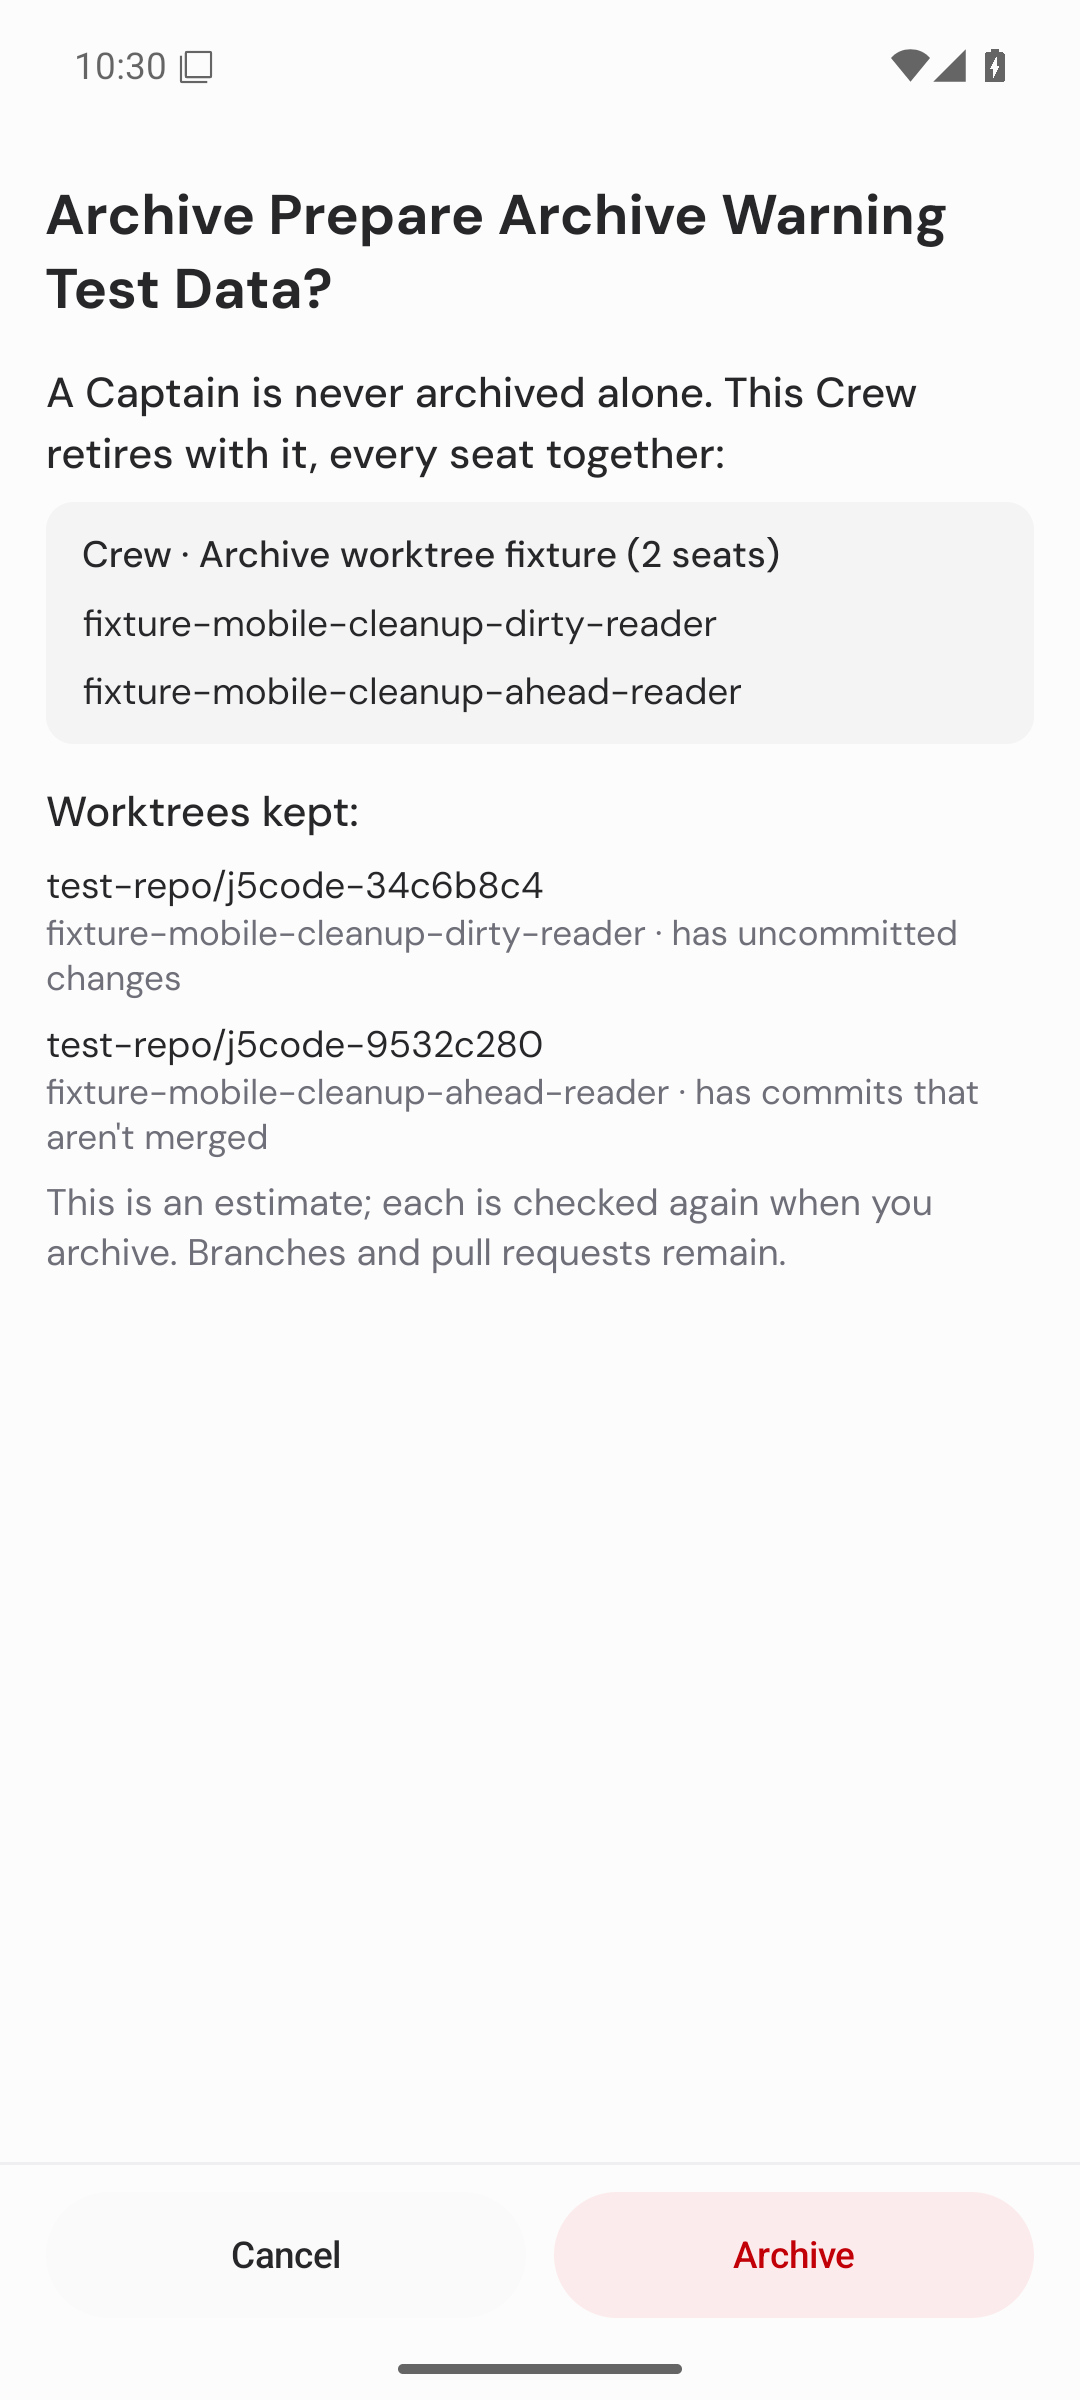 10:30
Archive Prepare Archive Warning
Test Data?
A Captain is never archived alone. This Crew
retires with it, every seat together:
Crew · Archive worktree fixture (2 seats)
fixture-mobile-cleanup-dirty-reader
fixture-mobile-cleanup-ahead-reader
Worktrees kept:
test-repo/j5code-34c6b8c4
fixture-mobile-cleanup-dirty-reader · has uncommitted
changes
test-repo/j5code-9532c280
fixture-mobile-cleanup-ahead-reader · has commits that
aren't merged
This is an estimate; each is checked again when you
archive. Branches and pull requests remain.
Cancel
Archive